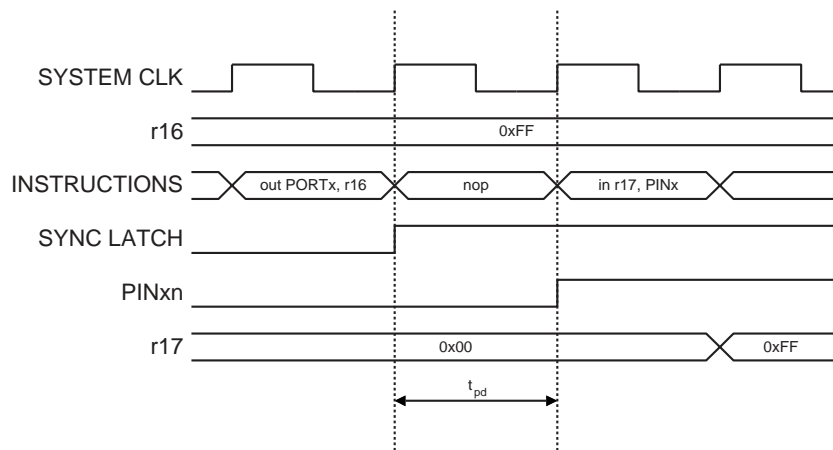 SYSTEM CLK
r16
0xFF
INSTRUCTIONS
out PORTx, r16
nop
in r17, PINx
SYNC LATCH
PINxn
r17
0x00
0xFF
tpd